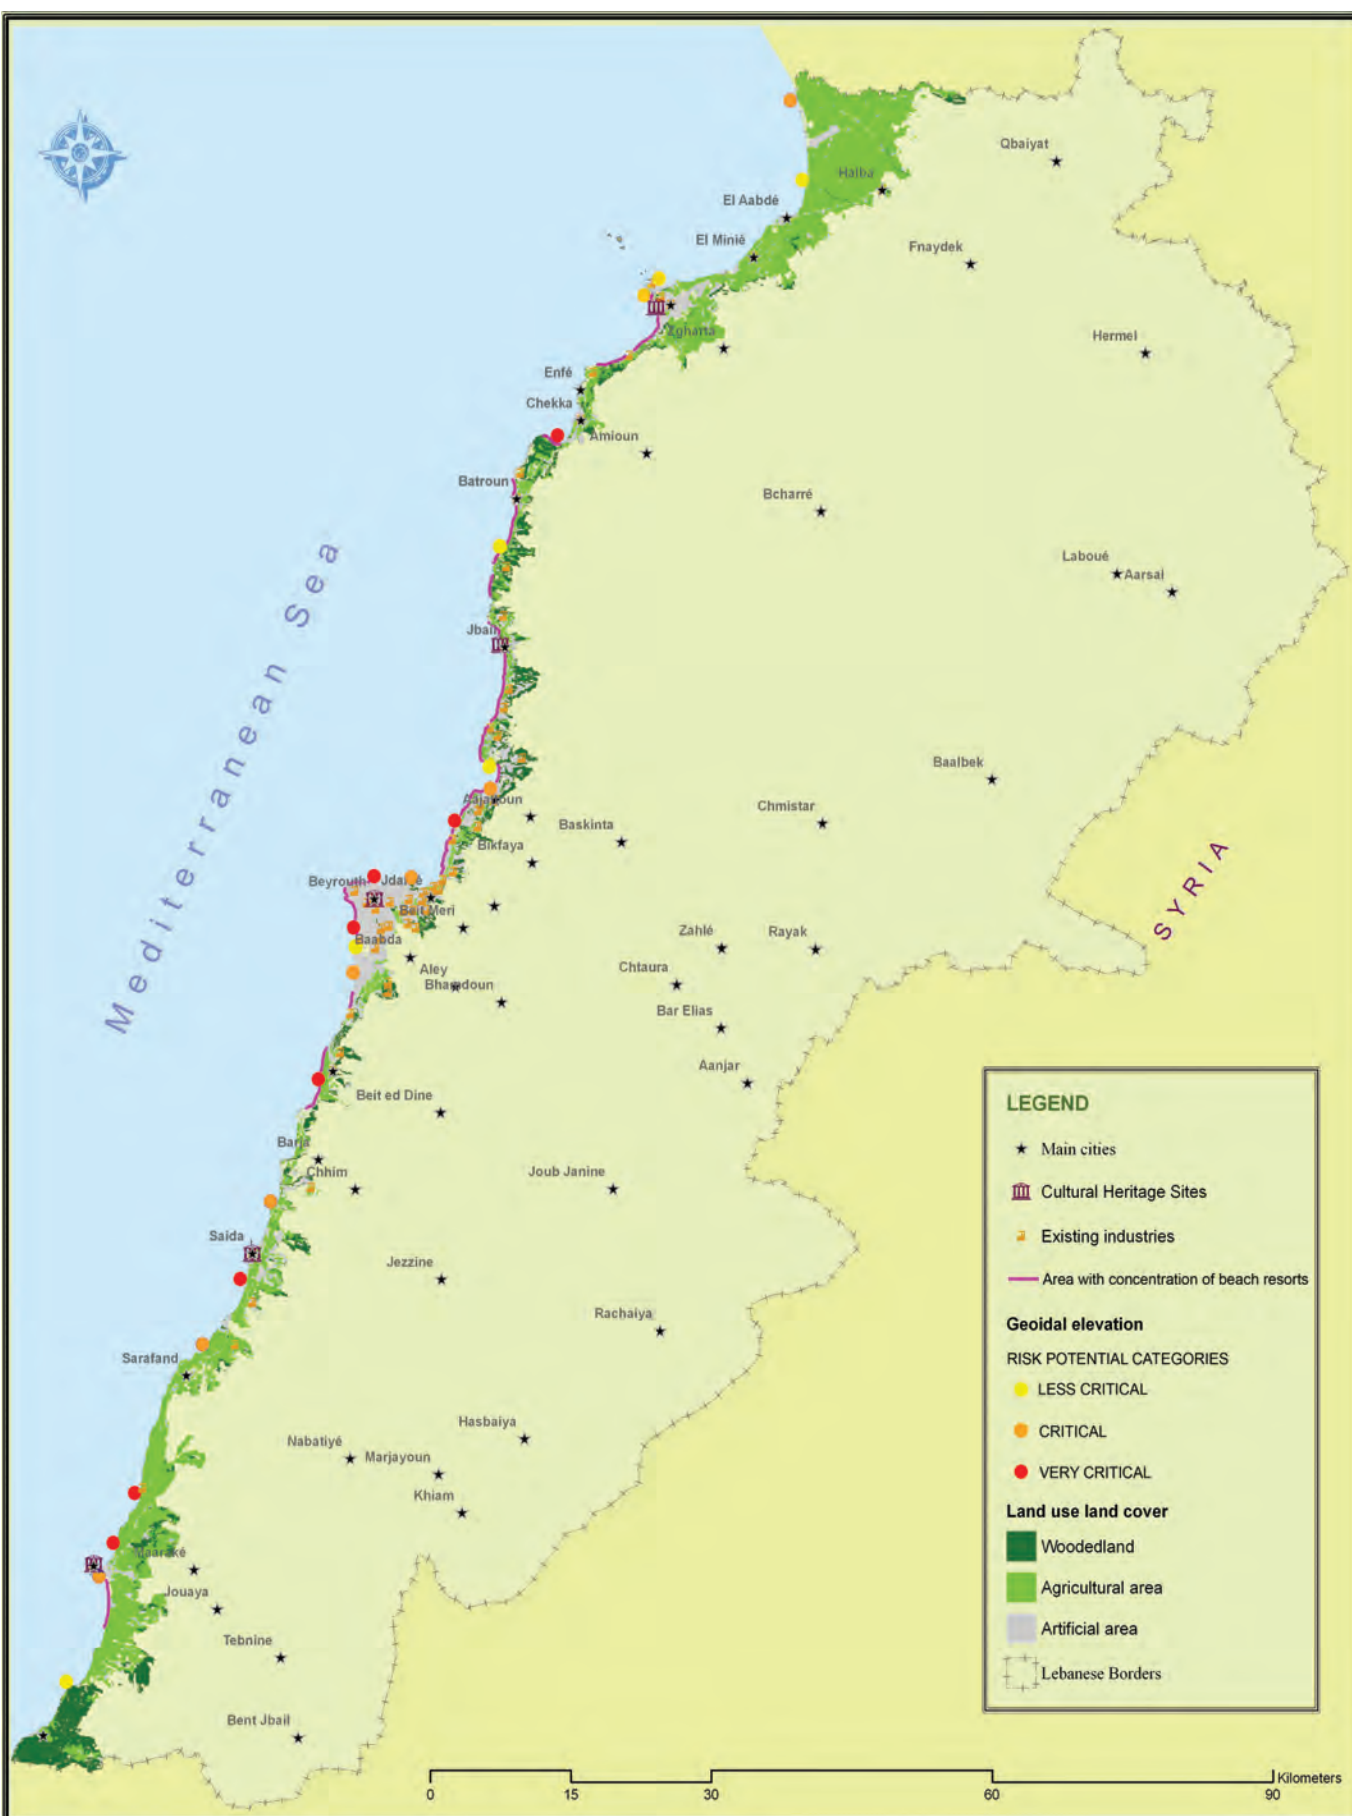 Qbaiyat
Halba
El Aabdé
El Minié
Fnaydek
Zgharta
Hermel
Enfé
Chekka
Amioun
Batroun
Bcharré
Laboué
Aarsal
Mediterranean Sea
Jbail
Baalbek
Aajaltoun
Chmistar
Baskinta
Bikfaya
SYRIA
Beyrouth
Jdaidé
Beit Meri
Baabda
Zahlé
Rayak
Aley
Chtaura
Bhamdoun
Bar Elias
Aanjar
Beit ed Dine
Barja
Chhim
Joub Janine
Saida
Jezzine
Rachaiya
Sarafand
Hasbaiya
Nabatiyé
Marjayoun
Khiam
Maaraké
Jouaya
Tebnine
Bent Jbail
LEGEND
Main cities
Cultural Heritage Sites
Existing industries
Area with concentration of beach resorts
Geoidal elevation
RISK POTENTIAL CATEGORIES
LESS CRITICAL
CRITICAL
VERY CRITICAL
Land use land cover
Woodedland
Agricultural area
Artificial area
Lebanese Borders
Kilometers
0 15 30 60 90